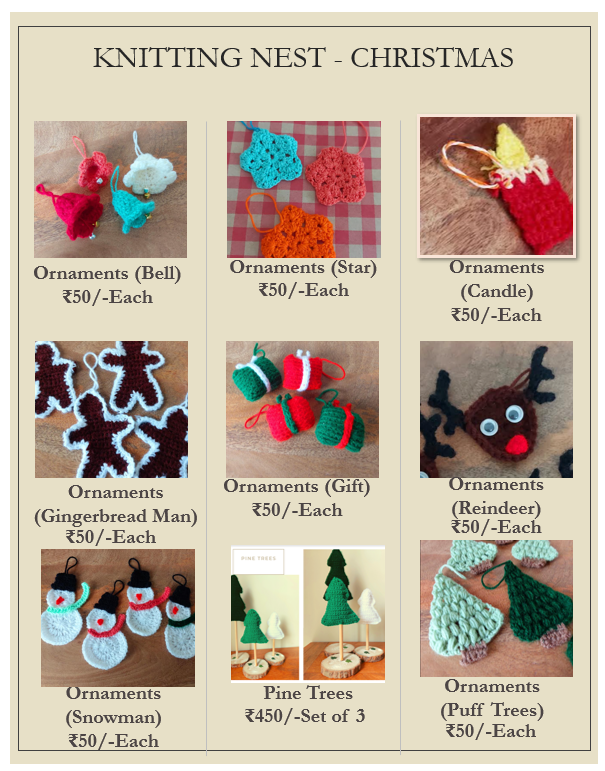 KNITTING NEST - CHRISTMAS
Ornaments (Bell)
₹50/-Each
Ornaments (Star)
₹50/-Each
Ornaments
(Candle)
₹50/-Each
Ornaments
(Gingerbread Man)
₹50/-Each
Ornaments (Gift)
₹50/-Each
Ornaments
(Reindeer)
₹50/-Each
Ornaments
(Snowman)
₹50/-Each
PINE TREES
Pine Trees
₹450/-Set of 3
Ornaments
(Puff Trees)
₹50/-Each